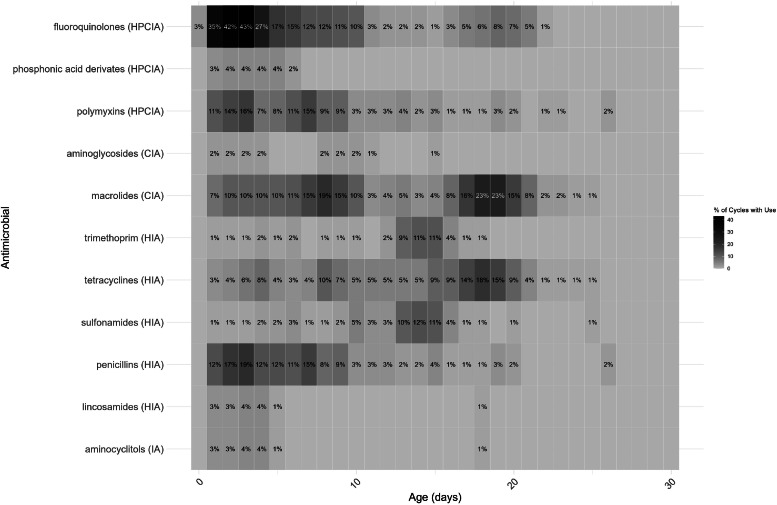 fluoroquinolones (HPCIA) 3% 35% 42% 43% 27% 17% 15% 12% 12% 11% 10% 3% 2% 2% 2% 1% 3% 5% 6% 8% 7% 5% 2%
phosphonic acid derivates (HPCIA) 3% 4% 4% 4% 4% 2%
polymyxins (HPCIA) 11% 14% 16% 7% 8% 11% 15% 9% 9% 3% 3% 3% 4% 2% 3% 1% 1% 1% 3% 2% 2% 1% 2%
aminoglycosides (CIA) 2% 2% 2% 2% 2% 2% 2% 1% 1%
macrolides (CIA) 7% 10% 10% 10% 10% 11% 15% 19% 15% 10% 3% 4% 5% 3% 4% 8% 16% 23% 23% 15% 8% 2% 2% 1% 1%
trimethoprim (HIA) 1% 1% 1% 2% 1% 2% 1% 1% 1% 2% 9% 11% 11% 4% 1% 1%
tetracyclines (HIA) 3% 4% 6% 8% 4% 3% 4% 10% 7% 5% 5% 5% 5% 5% 9% 9% 14% 16% 15% 9% 4% 1% 1% 1% 1%
sulfonamides (HIA) 1% 1% 1% 2% 2% 3% 1% 1% 2% 5% 3% 3% 10% 12% 11% 4% 1% 1% 1% 1%
penicillins (HIA) 12% 17% 19% 12% 12% 11% 15% 8% 9% 3% 3% 3% 2% 2% 4% 1% 1% 1% 3% 2% 2%
lincosamides (HIA) 3% 3% 4% 4% 1% 1%
aminocyclitols (IA) 3% 3% 4% 4% 1% 1%
Antimicrobial
0 10 20 30
Age (days)
% of Cycles with Use
40
30
20
10
0